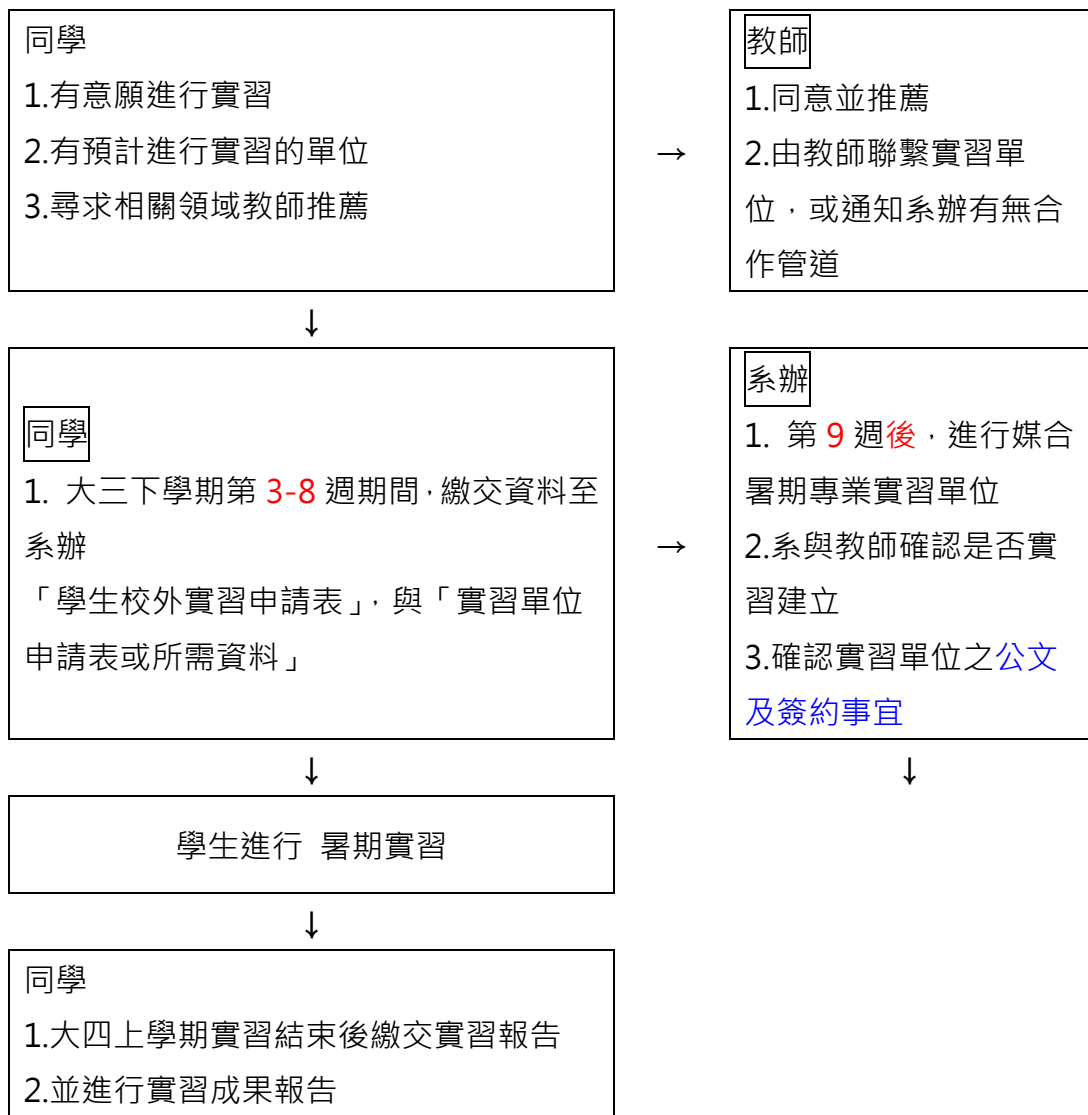 同學
1.有意願進行實習
2.有預計進行實習的單位
3.尋求相關領域教師推薦
→
教師
1.同意並推薦
2.由教師聯繫實習單
位，或通知系辦有無合
作管道
↓
同學
1. 大三下學期第 3-8 週期間，繳交資料至
系辦
「學生校外實習申請表」，與「實習單位
申請表或所需資料」
→
系辦
1. 第 9 週後，進行媒合
暑期專業實習單位
2.系與教師確認是否實
習建立
3.確認實習單位之公文
及簽約事宜
↓
↓
學生進行 暑期實習
↓
同學
1.大四上學期實習結束後繳交實習報告
2.並進行實習成果報告